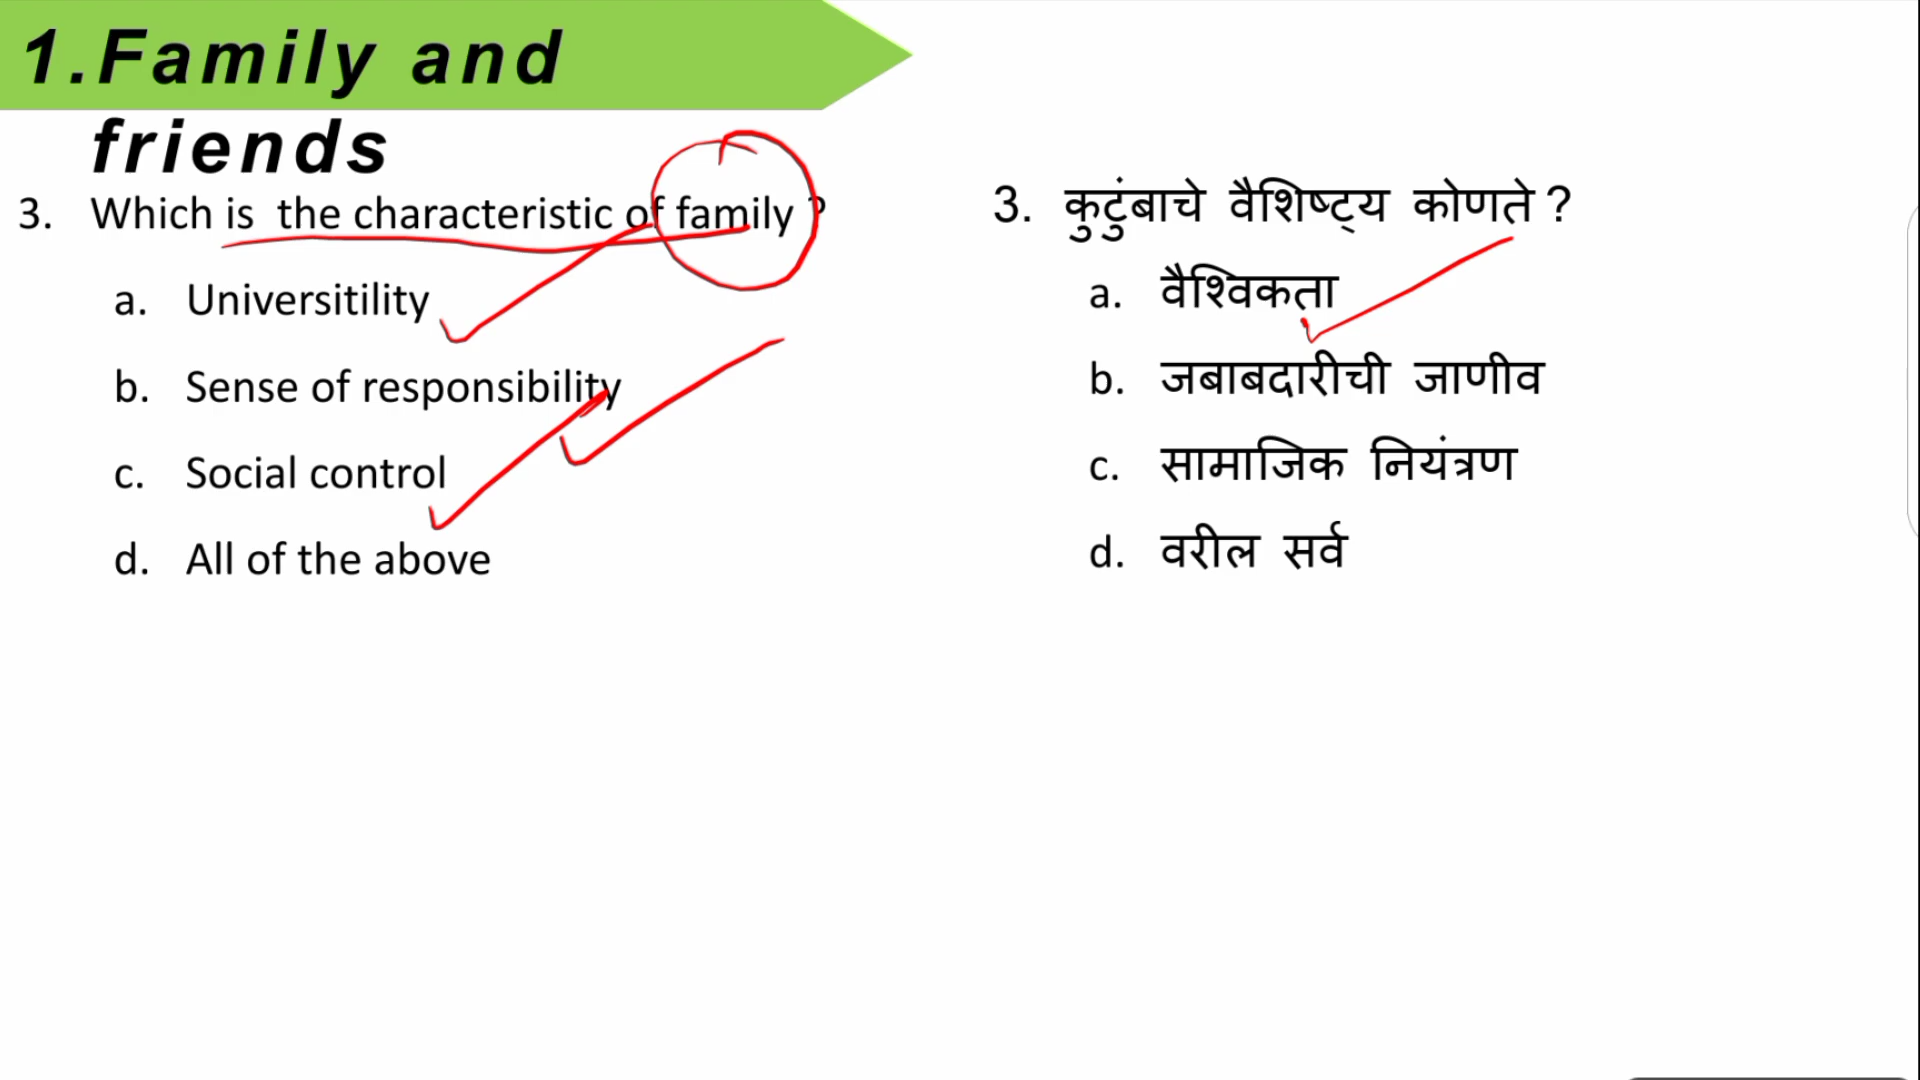 1.Family and
friends
3. Which is the characteristic of family ?
a. Universitility
b. Sense of responsibility
c. Social control
d. All of the above
3. कुटुंबाचे वैशिष्ट्य कोणते ?
a. वैश्विकता
b. जबाबदारीची जाणीव
c. सामाजिक नियंत्रण
d. वरील सर्व